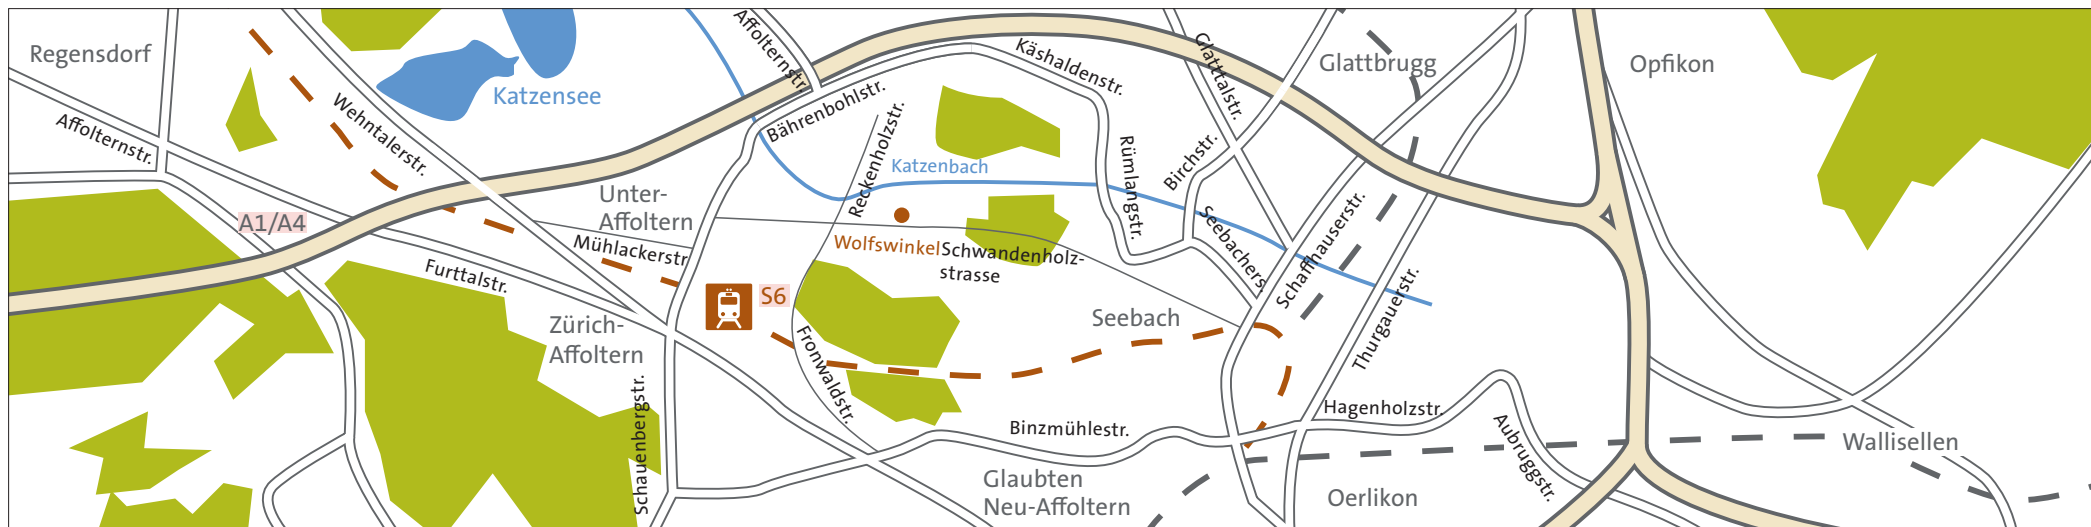 Regensdorf
Affolternstr.
Wehntalerstr.
A1/A4
Katzensee
Affolternstr.
Bährenbohlstr.
Käshaldenstr.
Reckenholzstr.
Katzenbach
Rümlangstr.
Birchstr.
Glatttalstr.
Glattbrugg
Opfikon
Unter-
Affoltern
Mühlackerstr.
Furttalstr.
Zürich-
Affoltern
S6
Wolfswinkel
Schwandenholz-
strasse
Seebachers.
Schaffhauserstr.
Thurgauerstr.
Seebach
Fronwaldstr.
Schauenbergstr.
Binzmühlestr.
Hagenholzstr.
Aubruggstr.
Glaubten
Neu-Affoltern
Oerlikon
Wallisellen